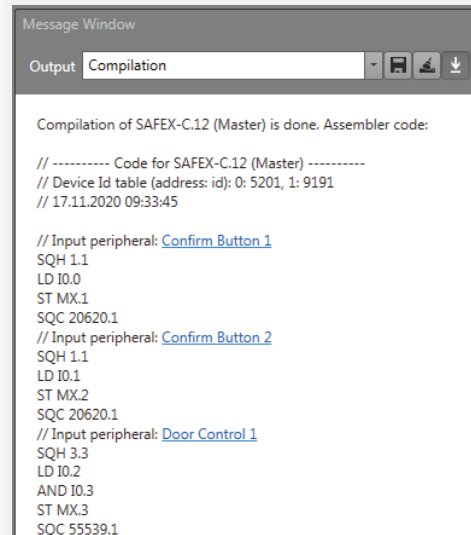 Message Window
Output Compilation
Compilation of SAFEX-C.12 (Master) is done. Assembler code:
// ---------- Code for SAFEX-C.12 (Master) ----------
// Device Id table (address: id): 0: 5201, 1: 9191
// 17.11.2020 09:33:45
// Input peripheral: Confirm Button 1
SQH 1.1
LD I0.0
ST MX.1
SQC 20620.1
// Input peripheral: Confirm Button 2
SQH 1.1
LD I0.1
ST MX.2
SQC 20620.1
// Input peripheral: Door Control 1
SQH 3.3
LD I0.2
AND I0.3
ST MX.3
SQC 55539.1